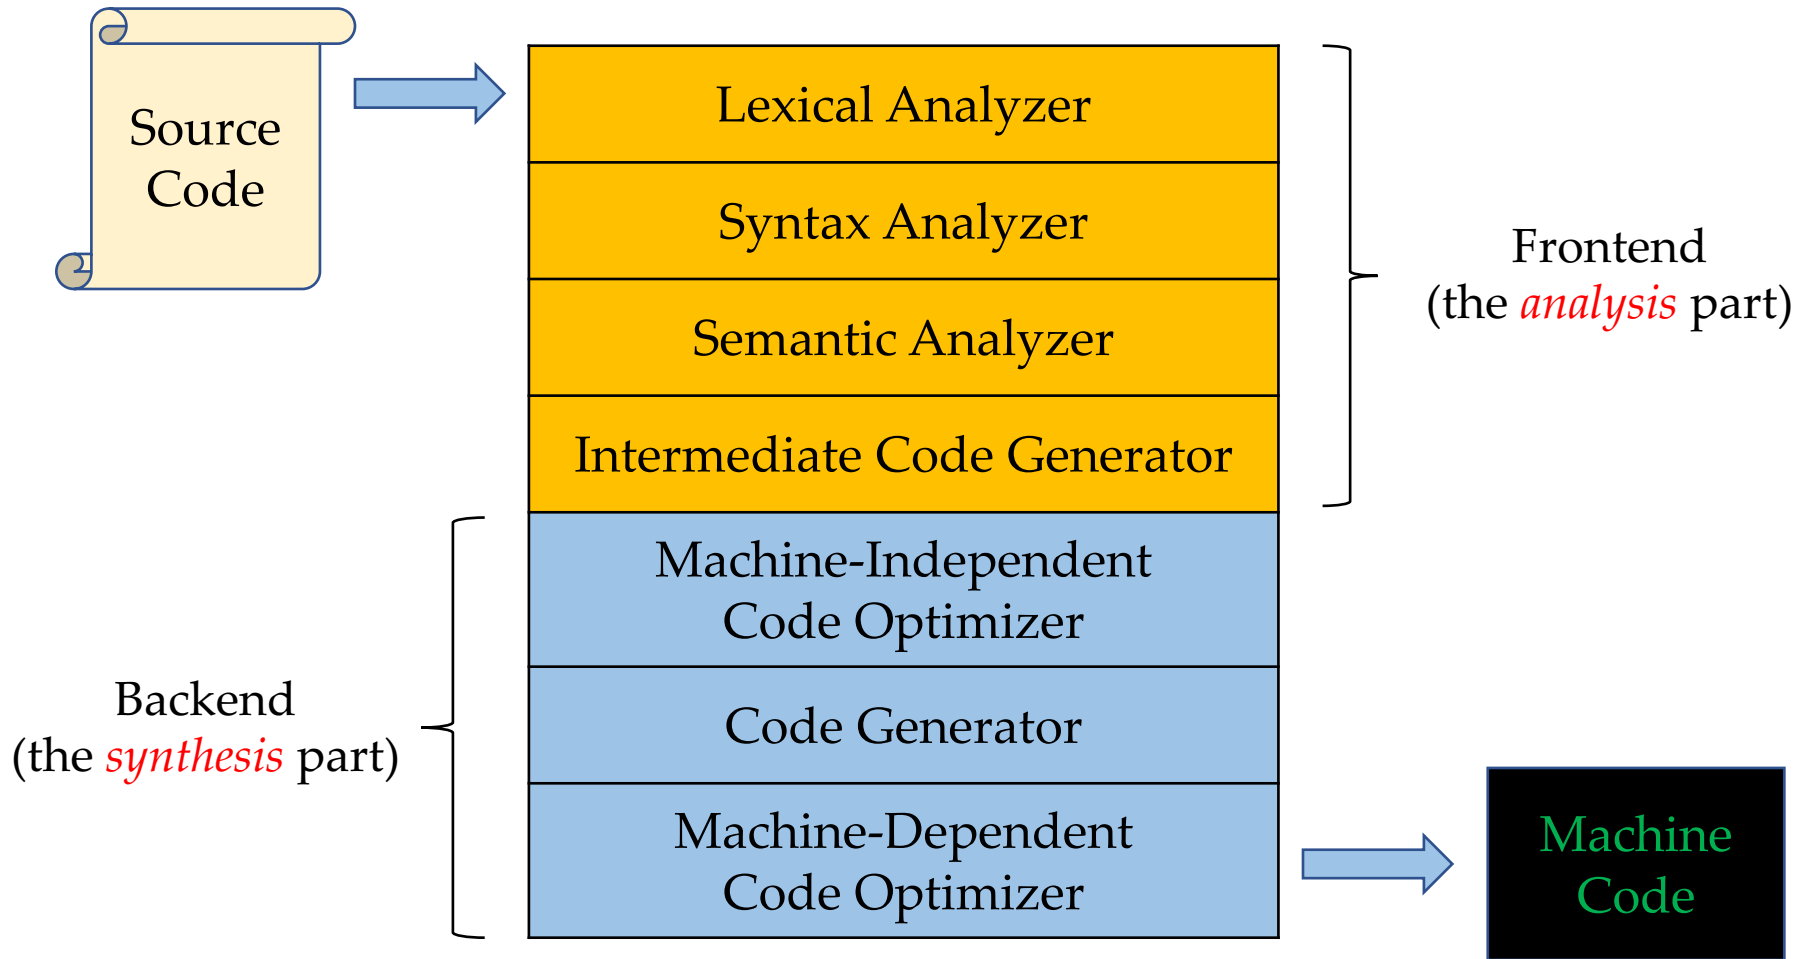 Source
Code
Lexical Analyzer
Syntax Analyzer
Semantic Analyzer
Intermediate Code Generator
Frontend
(the analysis part)
Machine-Independent
Code Optimizer
Code Generator
Machine-Dependent
Code Optimizer
Backend
(the synthesis part)
Machine
Code